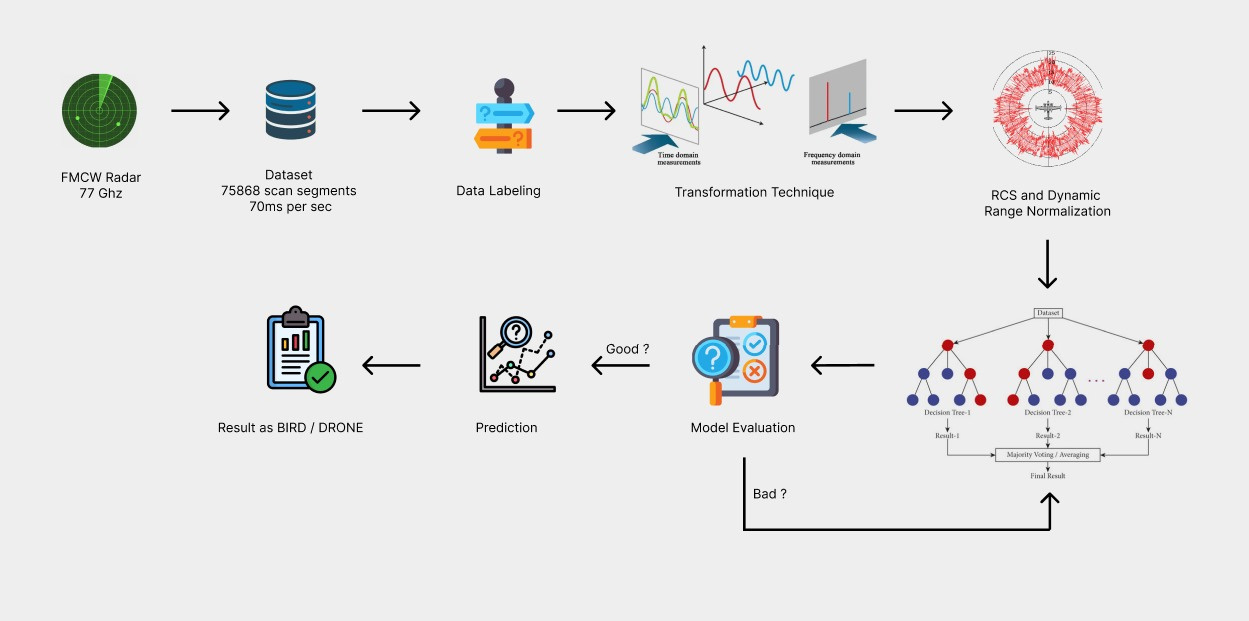 FMCW Radar
77 Ghz
Dataset
75868 scan segments
70ms per sec
?
?
Data Labeling
Time domain
measurements
Frequency domain
measurements
Transformation Technique
RCS and Dynamic
Range Normalization
Dataset
Decision Tree-1
Decision Tree-2
Decision Tree-N
Result-1
Result-2
Result-N
Majority Voting / Averaging
Final Result
?
Model Evaluation
Good ?
Bad ?
?
Prediction
Result as BIRD / DRONE